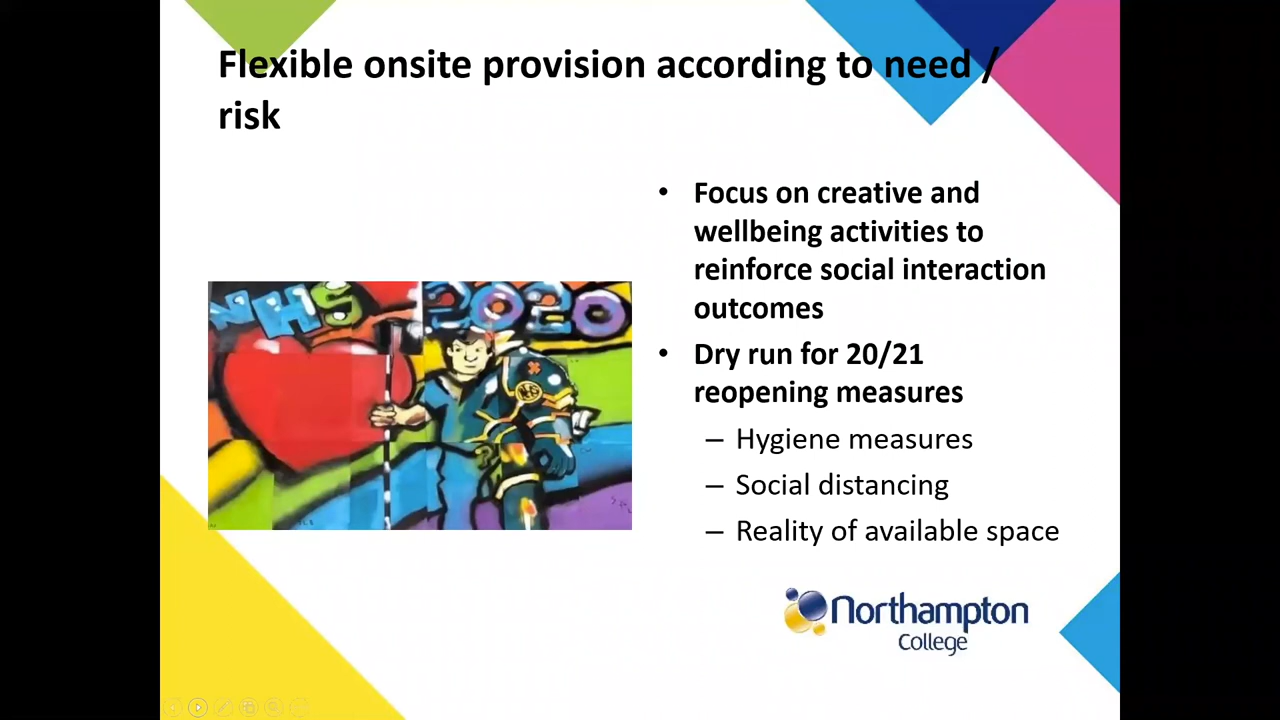 Flexible onsite provision according to need /
risk
NHS 2020
• Focus on creative and
wellbeing activities to
reinforce social interaction
outcomes
• Dry run for 20/21
reopening measures
– Hygiene measures
– Social distancing
– Reality of available space
Northampton
College